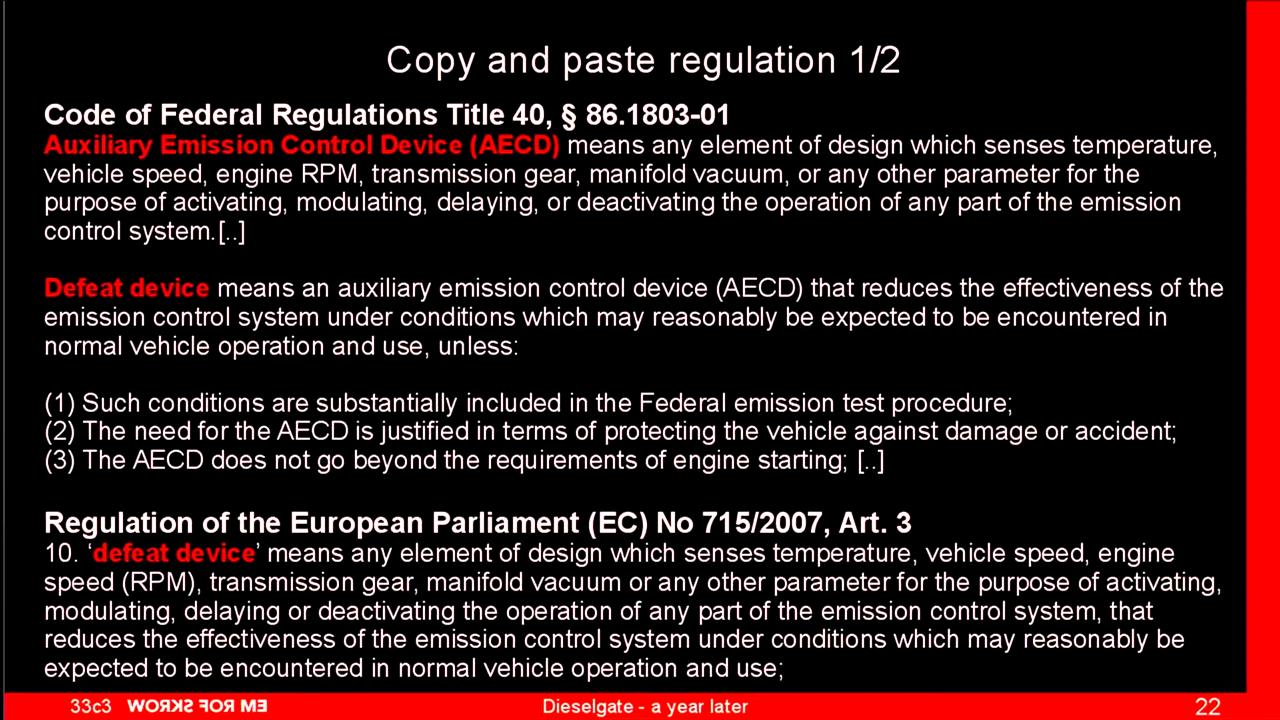 Copy and paste regulation 1/2
Code of Federal Regulations Title 40, § 86.1803-01
Auxiliary Emission Control Device (AECD) means any element of design which senses temperature,
vehicle speed, engine RPM, transmission gear, manifold vacuum, or any other parameter for the
purpose of activating, modulating, delaying, or deactivating the operation of any part of the emission
control system.[..]
Defeat device means an auxiliary emission control device (AECD) that reduces the effectiveness of the
emission control system under conditions which may reasonably be expected to be encountered in
normal vehicle operation and use, unless:
(1) Such conditions are substantially included in the Federal emission test procedure;
(2) The need for the AECD is justified in terms of protecting the vehicle against damage or accident;
(3) The AECD does not go beyond the requirements of engine starting; [..]
Regulation of the European Parliament (EC) No 715/2007, Art. 3
10. ‘defeat device’ means any element of design which senses temperature, vehicle speed, engine
speed (RPM), transmission gear, manifold vacuum or any other parameter for the purpose of activating,
modulating, delaying or deactivating the operation of any part of the emission control system, that
reduces the effectiveness of the emission control system under conditions which may reasonably be
expected to be encountered in normal vehicle operation and use;
33c3 WORKS FOR ME Dieselgate - a year later 22